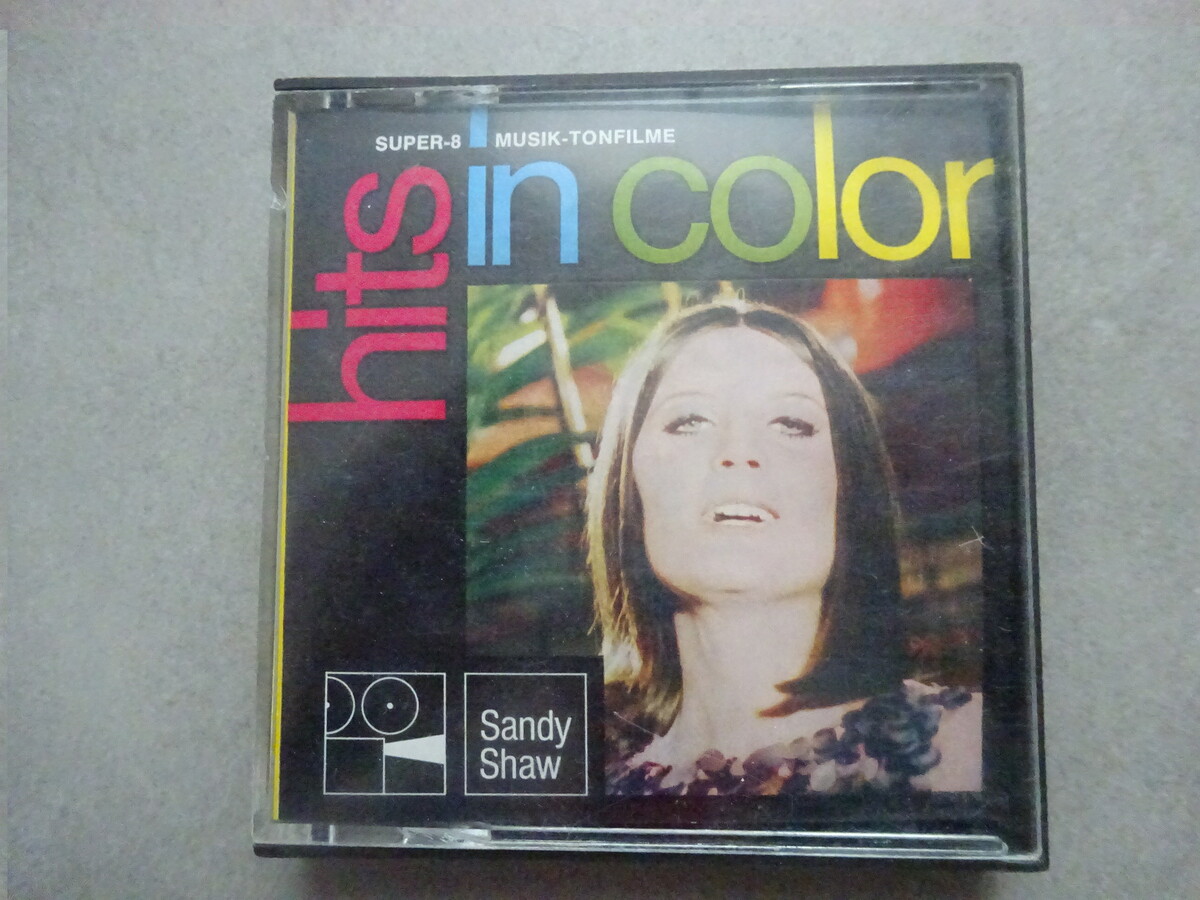 SUPER-8 MUSIK-TONFILME
hits in color
Sandy
Shaw